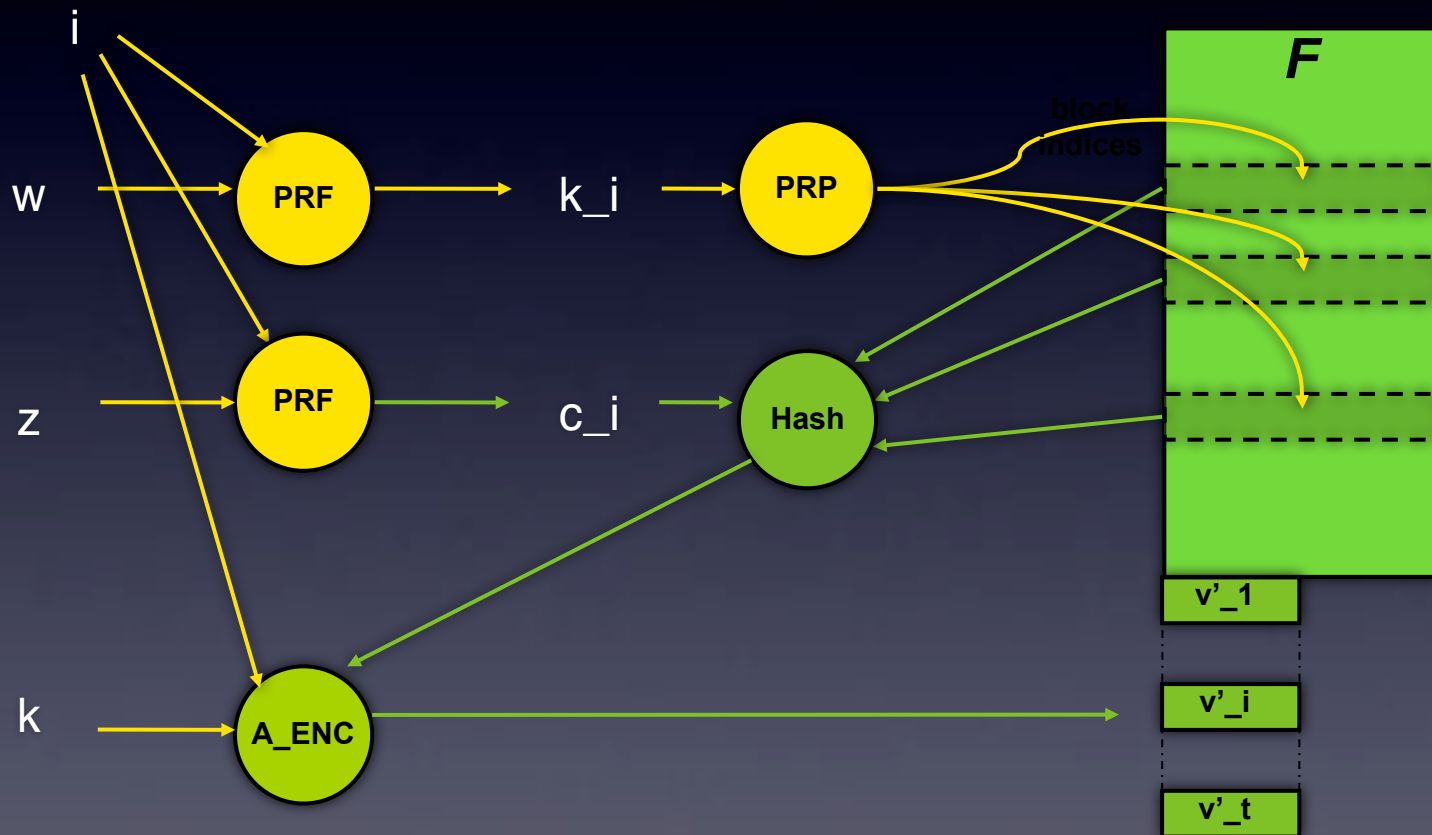 i
F
block
indices
w
PRF
k_i
PRP
z
PRF
c_i
Hash
v'_1
k
A_ENC
v'_i
v'_t